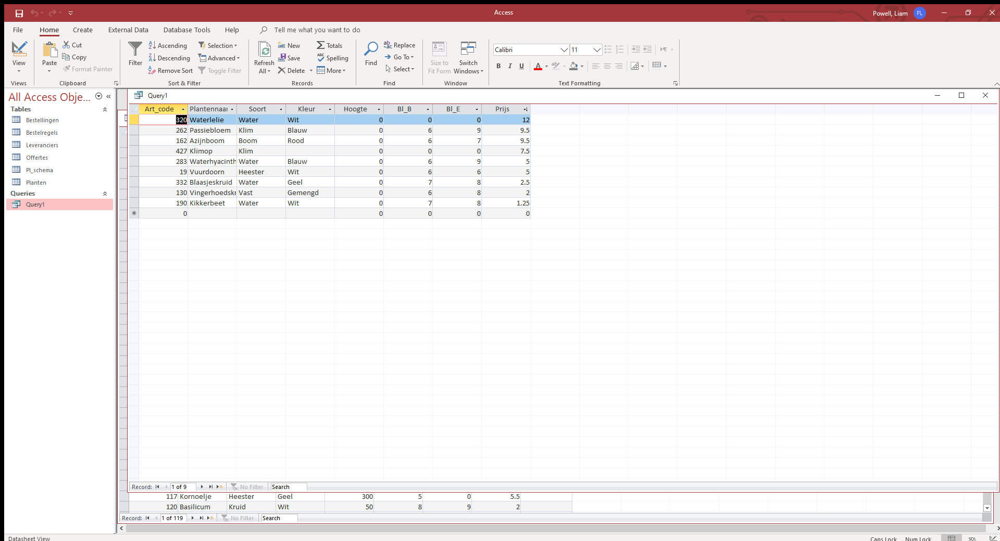 Access
Powell, Liam PL
File Home Create External Data Database Tools Help Tell me what you want to do
View
Views
Paste
Cut
Copy
Format Painter
Clipboard
Filter
Ascending
Descending
Remove Sort
Selection
Advanced
Toggle Filter
Sort & Filter
Refresh All
New
Save
Delete
Totals
Spelling
More
Records
Find
Replace
Go To
Select
Find
Size to Fit Form
Switch Windows
Window
Calibri 11
B I U A
Text Formatting
All Access Obje...
Tables
Bestellingen
Bestelregels
Leveranciers
Offertes
Pl_schema
Planten
Queries
Query1
Query1
Art_code Plantennaar Soort Kleur Hoogte Bl_B Bl_E Prijs
320 Waterlelie Water Wit 0 0 0 12
262 Passiebloem Klim Blauw 0 6 9 9.5
162 Azijnboom Boom Rood 0 6 7 9.5
427 Klimop Klim 0 0 0 7.5
283 Waterhyacinth Water Blauw 0 6 9 5
19 Vuurdoorn Heester Wit 0 6 6 5
332 Blaasjeskruid Water Geel 0 7 8 2.5
130 Vingerhoedskr Vast Gemengd 0 6 8 2
190 Kikkerbeet Water Wit 0 7 8 1.25
0 0 0 0 0
Record: 1 of 9 No Filter Search
117 Kornoelje Heester Geel 300 5 0 5.5
120 Basilicum Kruid Wit 50 8 9 2
Record: 1 of 119 No Filter Search
Datasheet View Caps Lock Num Lock SQL